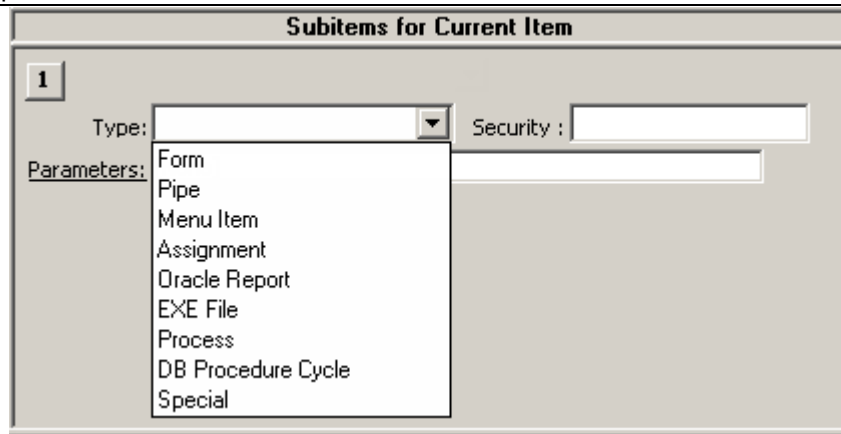 Subitems for Current Item
1
Type: Security :
Parameters:
Form
Pipe
Menu Item
Assignment
Oracle Report
EXE File
Process
DB Procedure Cycle
Special